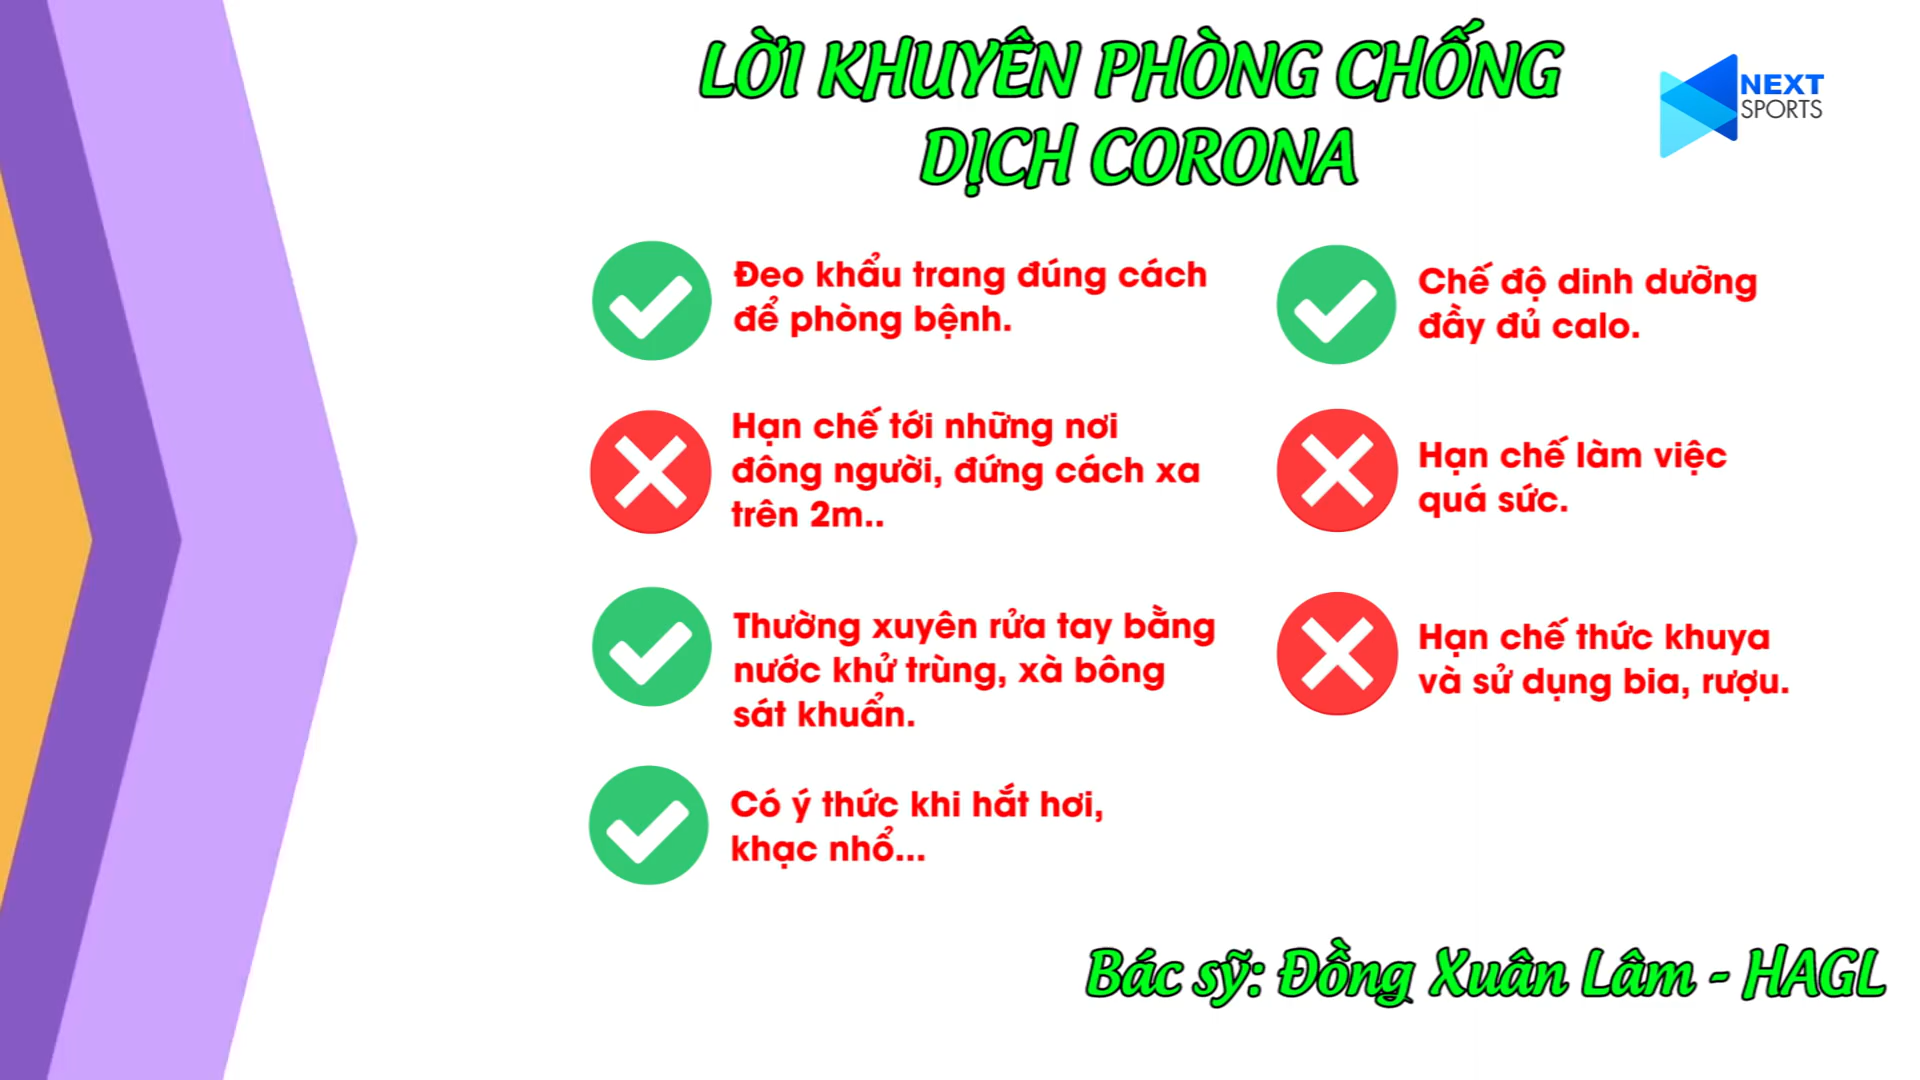 LỜI KHUYÊN PHÒNG CHỐNG
DỊCH CORONA
NEXT
SPORTS
Đeo khẩu trang đúng cách
để phòng bệnh.
Hạn chế tới những nơi
đông người, đứng cách xa
trên 2m..
Thường xuyên rửa tay bằng
nước khử trùng, xà bông
sát khuẩn.
Có ý thức khi hắt hơi,
khạc nhổ...
Chế độ dinh dưỡng
đầy đủ calo.
Hạn chế làm việc
quá sức.
Hạn chế thức khuya
và sử dụng bia, rượu.
Bác sỹ: Đồng Xuân Lâm - HAGL